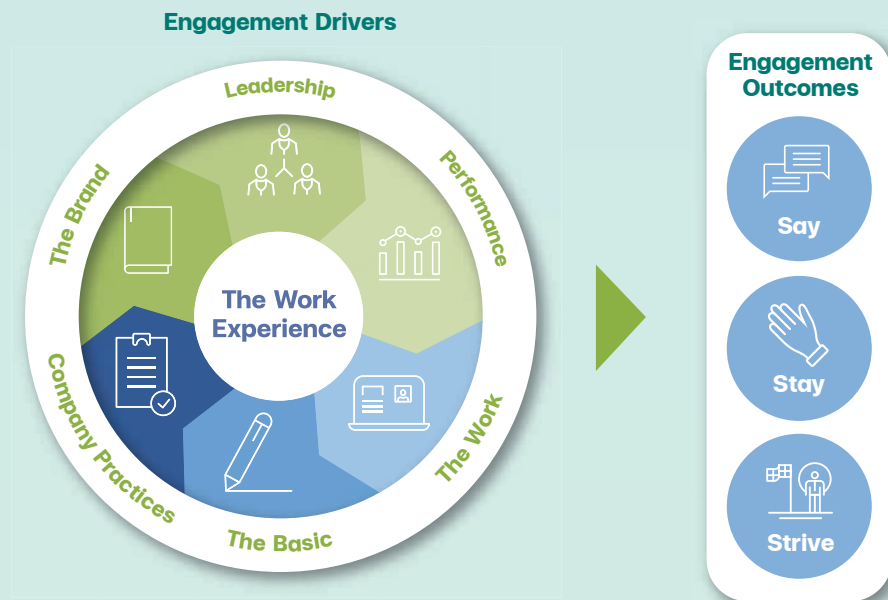 Engagement Drivers
Leadership
Performance
The Work
The Basic
Company Practices
The Brand
The Work
Experience
Engagement
Outcomes
Say
Stay
Strive